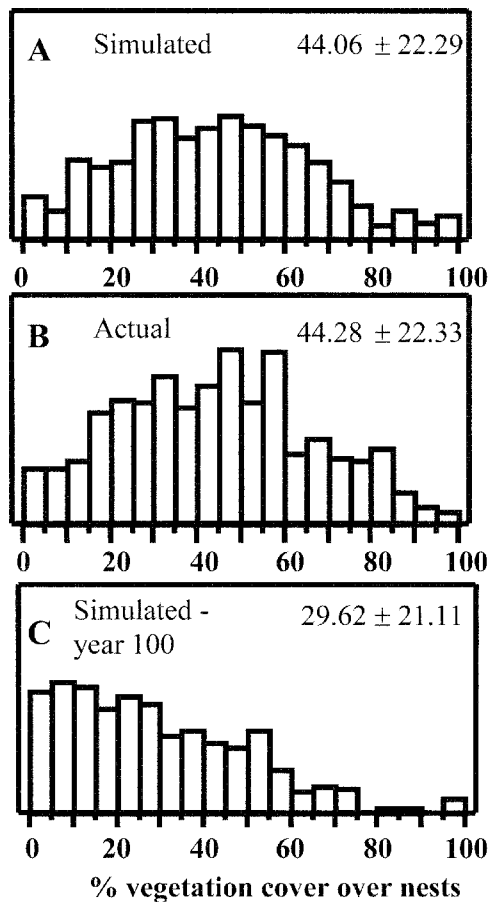 A Simulated 44.06 ± 22.29
0 20 40 60 80 100
B Actual 44.28 ± 22.33
0 20 40 60 80 100
C Simulated - 29.62 ± 21.11
year 100
0 20 40 60 80 100
% vegetation cover over nests